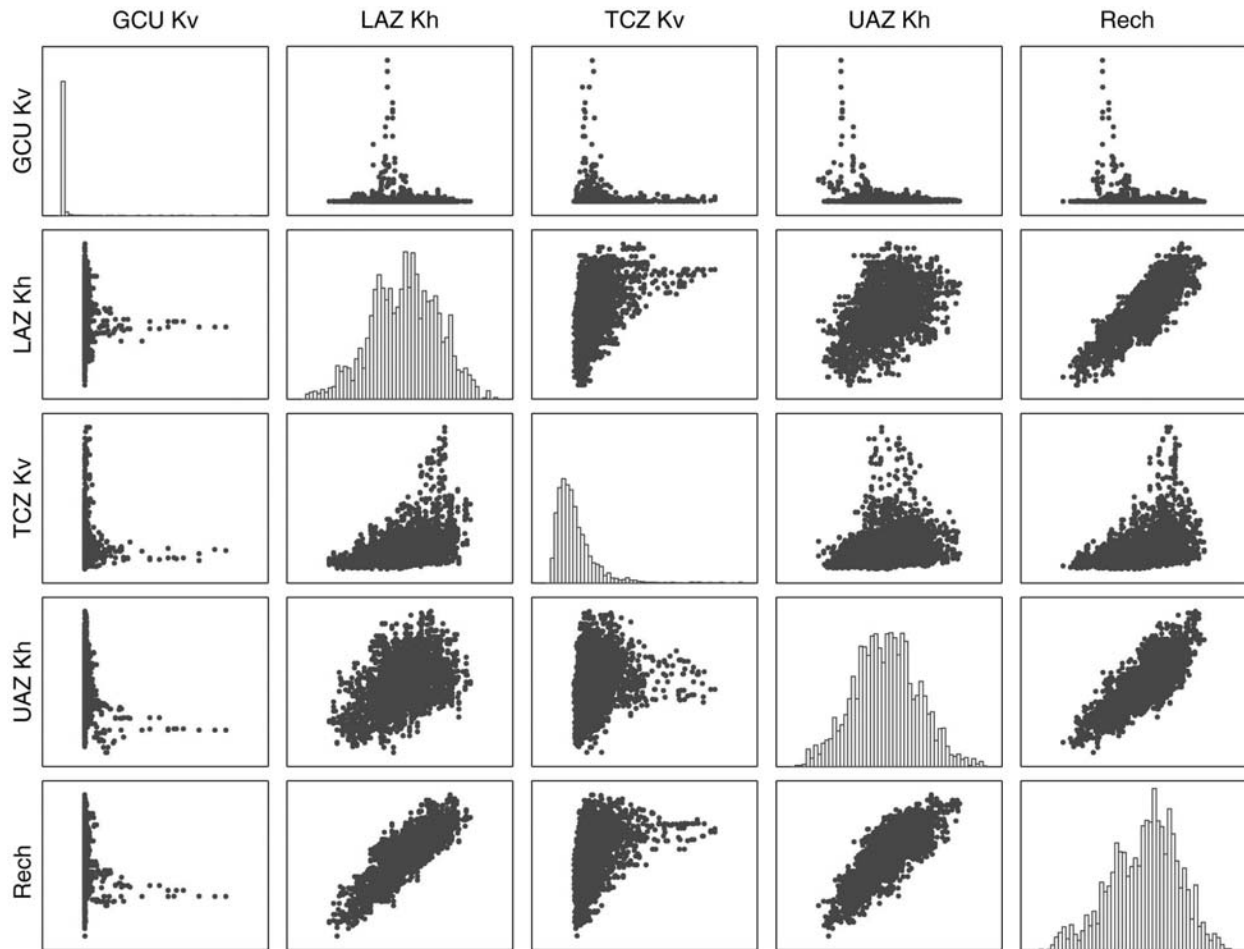 GCU Kv LAZ Kh TCZ Kv UAZ Kh Rech
GCU Kv
LAZ Kh
TCZ Kv
UAZ Kh
Rech